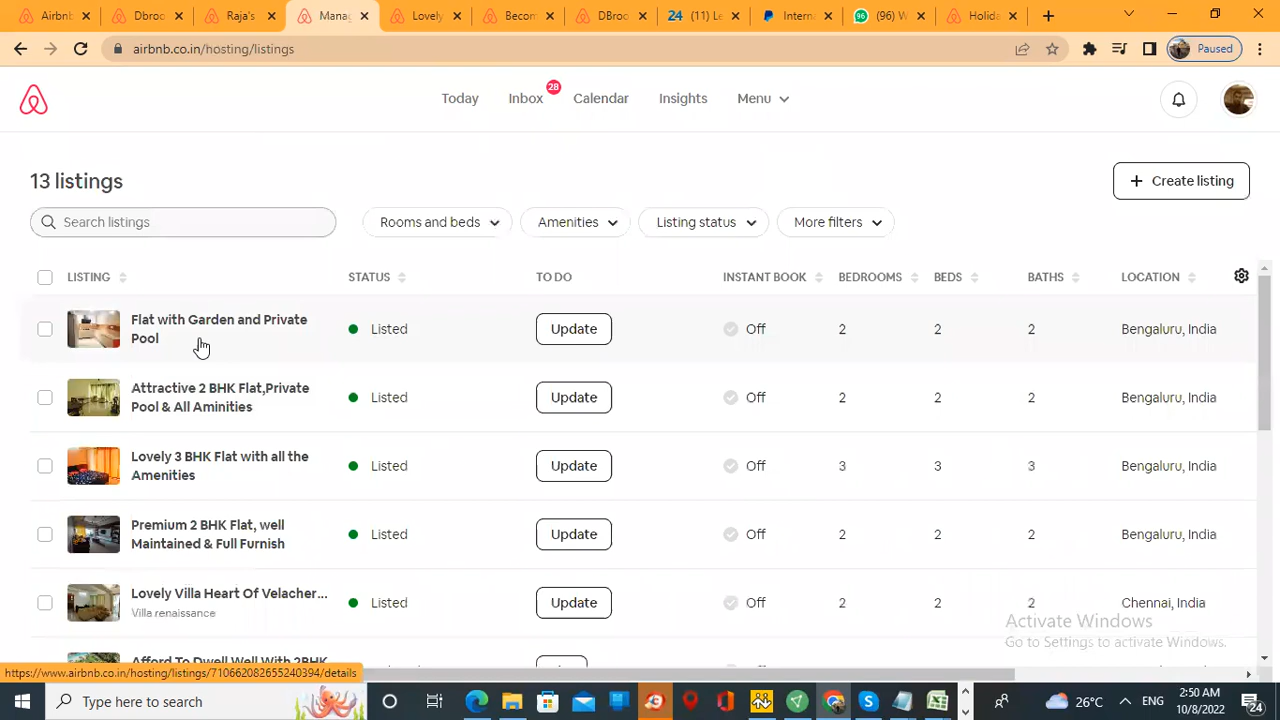 Airbn
Dbroo
Raja's
Mana
Lovely
Becom
DBroo
24 (11) Le
Intern
96 (96) W
Holida
airbnb.co.in/hosting/listings
Paused
Today
Inbox 28
Calendar
Insights
Menu
13 listings
Create listing
Search listings
Rooms and beds
Amenities
Listing status
More filters
LISTING STATUS TO DO INSTANT BOOK BEDROOMS BEDS BATHS LOCATION
Flat with Garden and Private
Pool
Listed Update Off 2 2 2 Bengaluru, India
Attractive 2 BHK Flat,Private
Pool & All Aminities
Listed Update Off 2 2 2 Bengaluru, India
Lovely 3 BHK Flat with all the
Amenities
Listed Update Off 3 3 3 Bengaluru, India
Premium 2 BHK Flat, well
Maintained & Full Furnish
Listed Update Off 2 2 2 Bengaluru, India
Lovely Villa Heart Of Velacher...
Villa renaissance
Listed Update Off 2 2 2 Chennai, India
Afford To Dwell Well With 2BHK
Activate Windows
Go to Settings to activate Windows.
https://www.airbnb.co.in/hosting/listings/710662082655240394/details
Type here to search
26°C
ENG
2:50 AM
10/8/2022
24